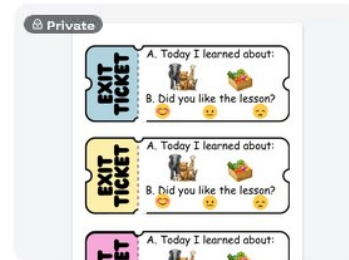 Private
EXIT
TICKET
A. Today I learned about:
B. Did you like the lesson?
EXIT
TICKET
A. Today I learned about:
B. Did you like the lesson?
A. Today I learned about: